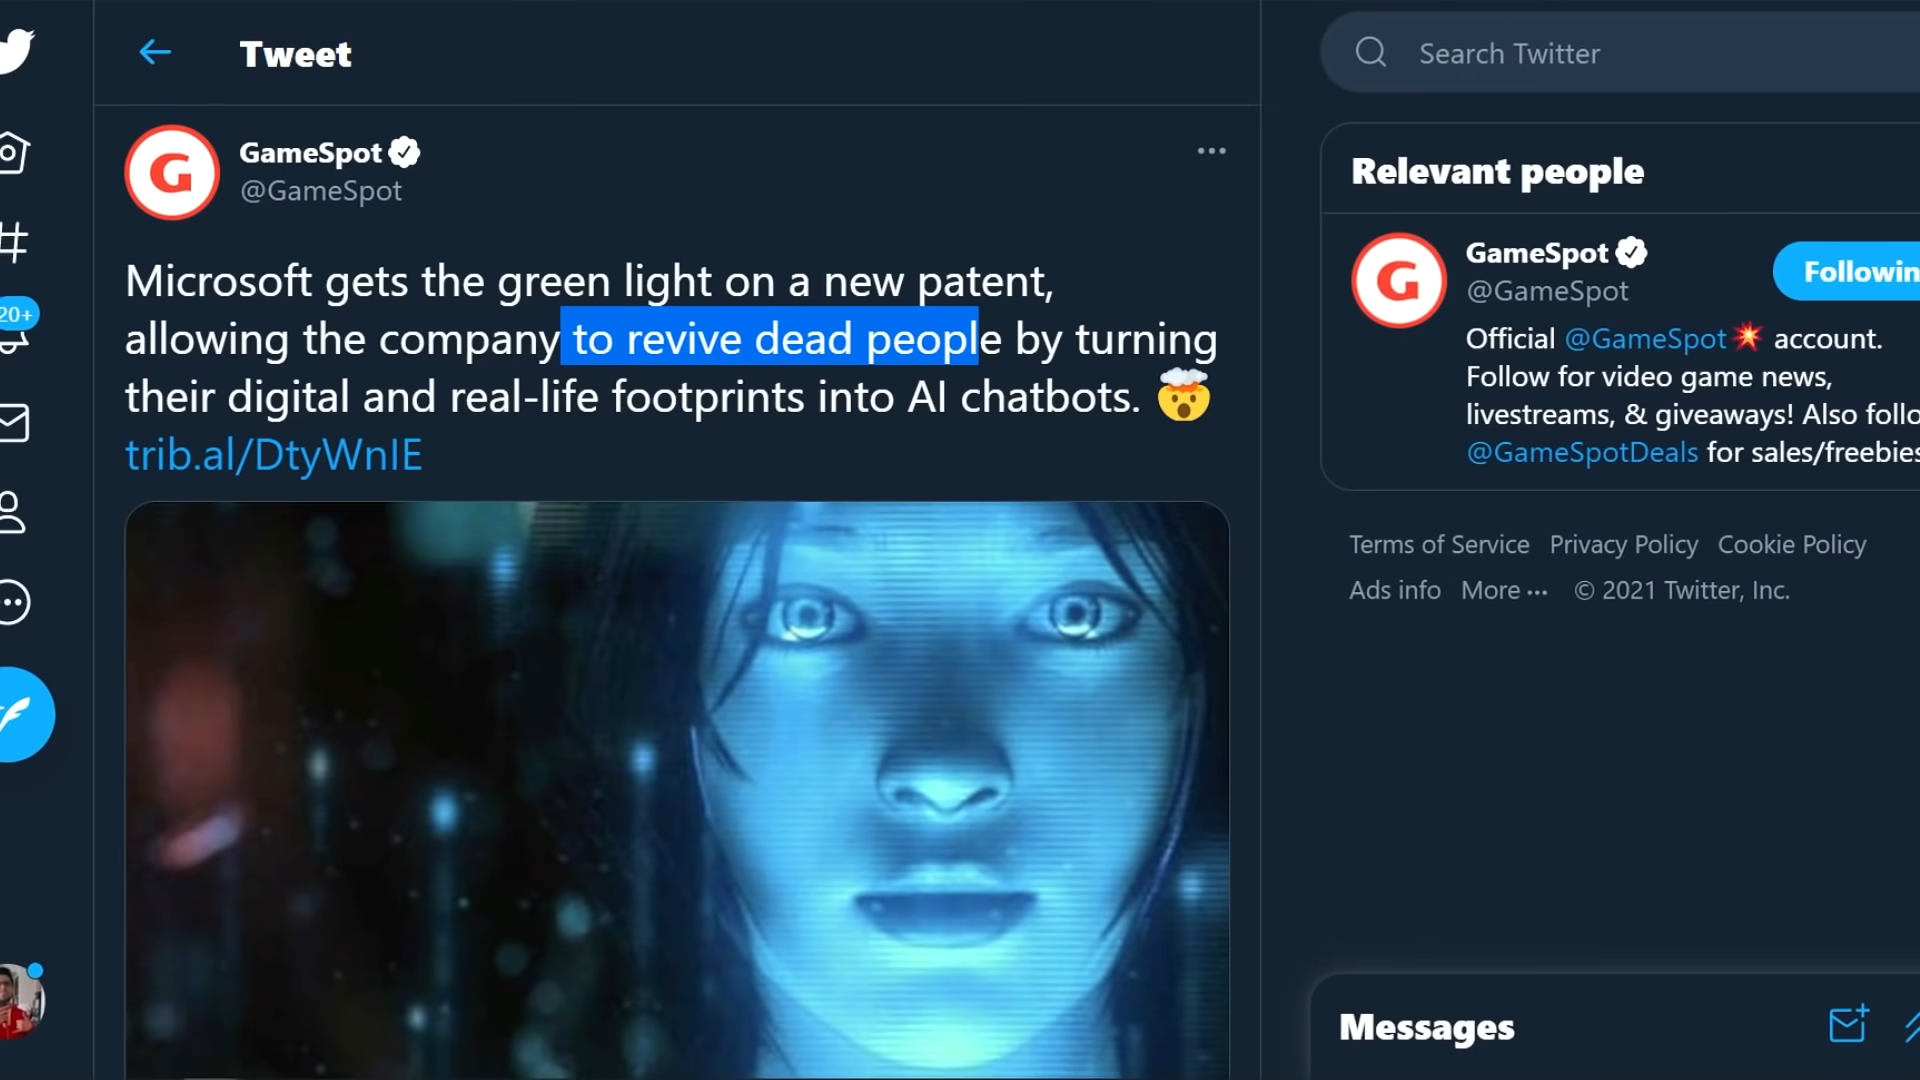 Tweet
Search Twitter
20+
G
GameSpot
@GameSpot
Microsoft gets the green light on a new patent,
allowing the company to revive dead people by turning
their digital and real-life footprints into AI chatbots. 🤯
trib.al/DtyWnIE
Relevant people
G
GameSpot
@GameSpot
Followin
Official @GameSpot💥 account.
Follow for video game news,
livestreams, & giveaways! Also follo
@GameSpotDeals for sales/freebies
Terms of Service Privacy Policy Cookie Policy
Ads info More ··· © 2021 Twitter, Inc.
Messages